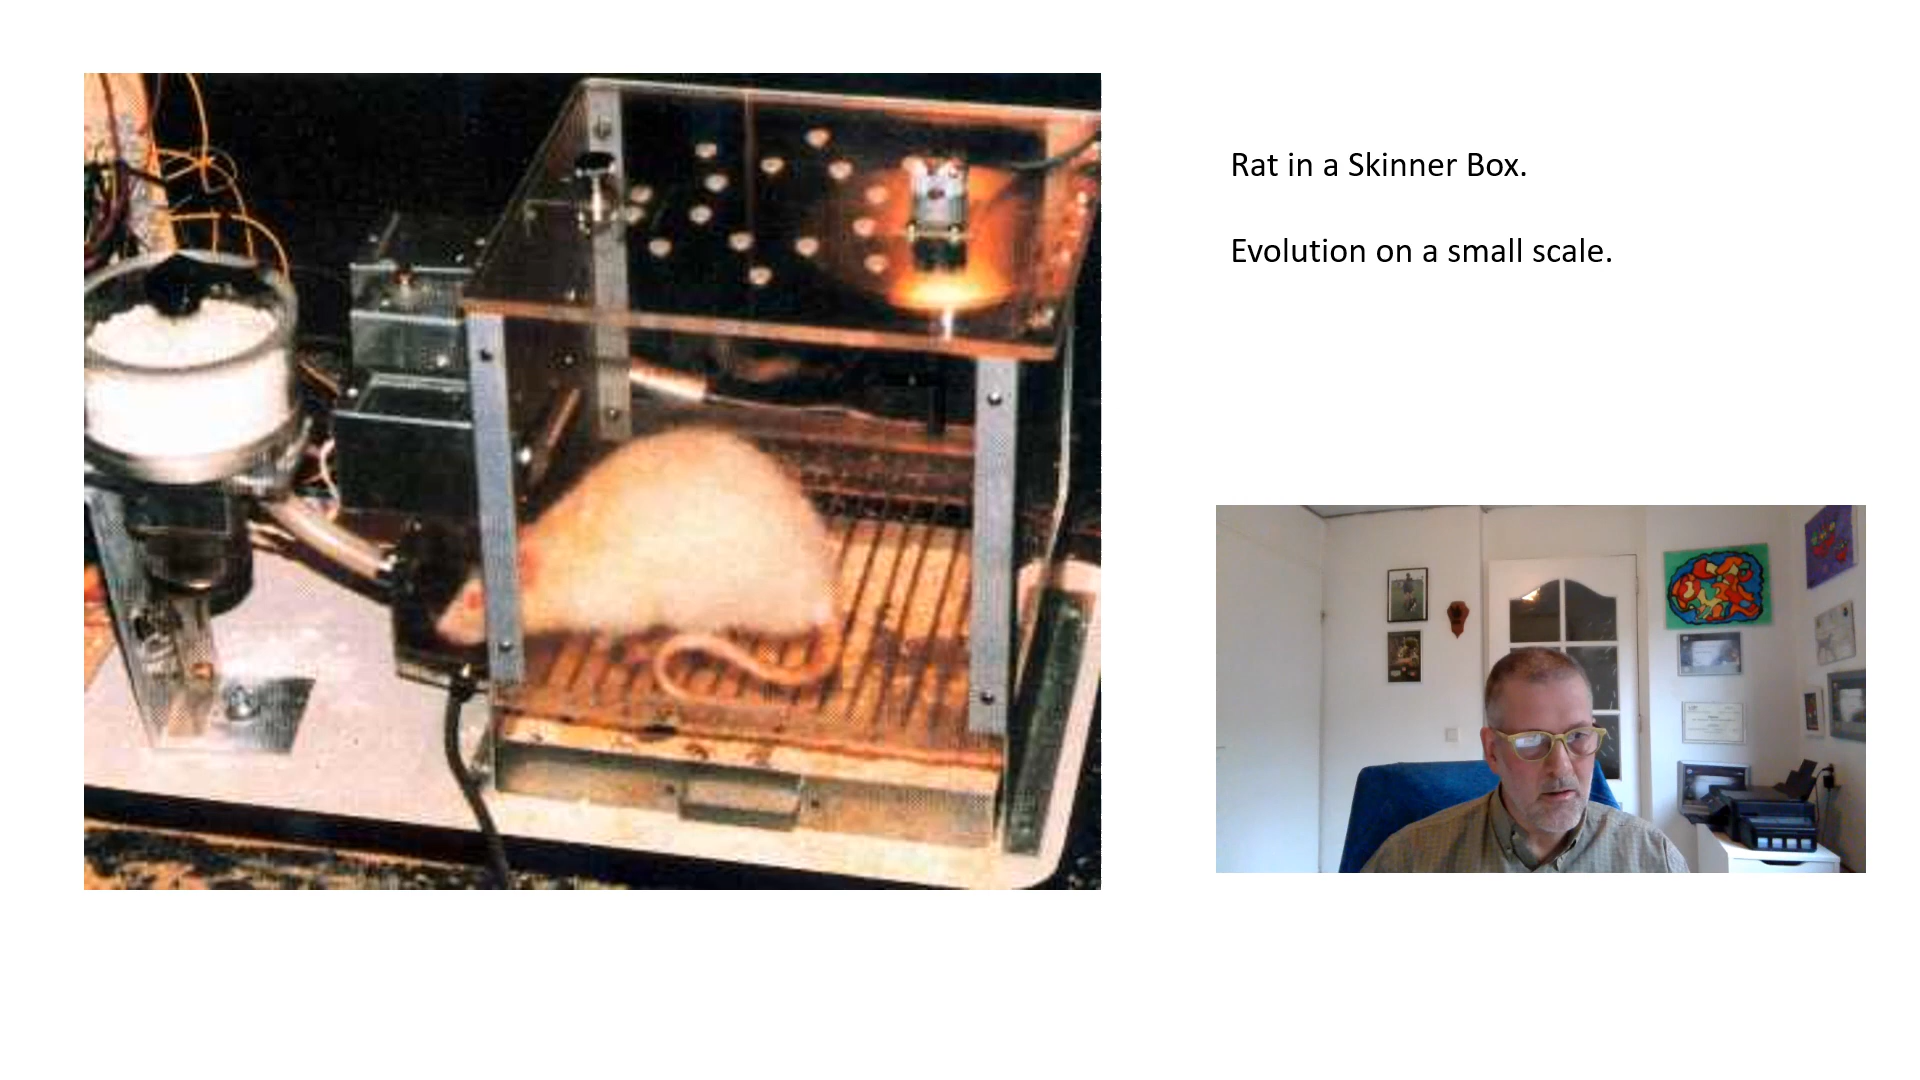 Rat in a Skinner Box.
Evolution on a small scale.